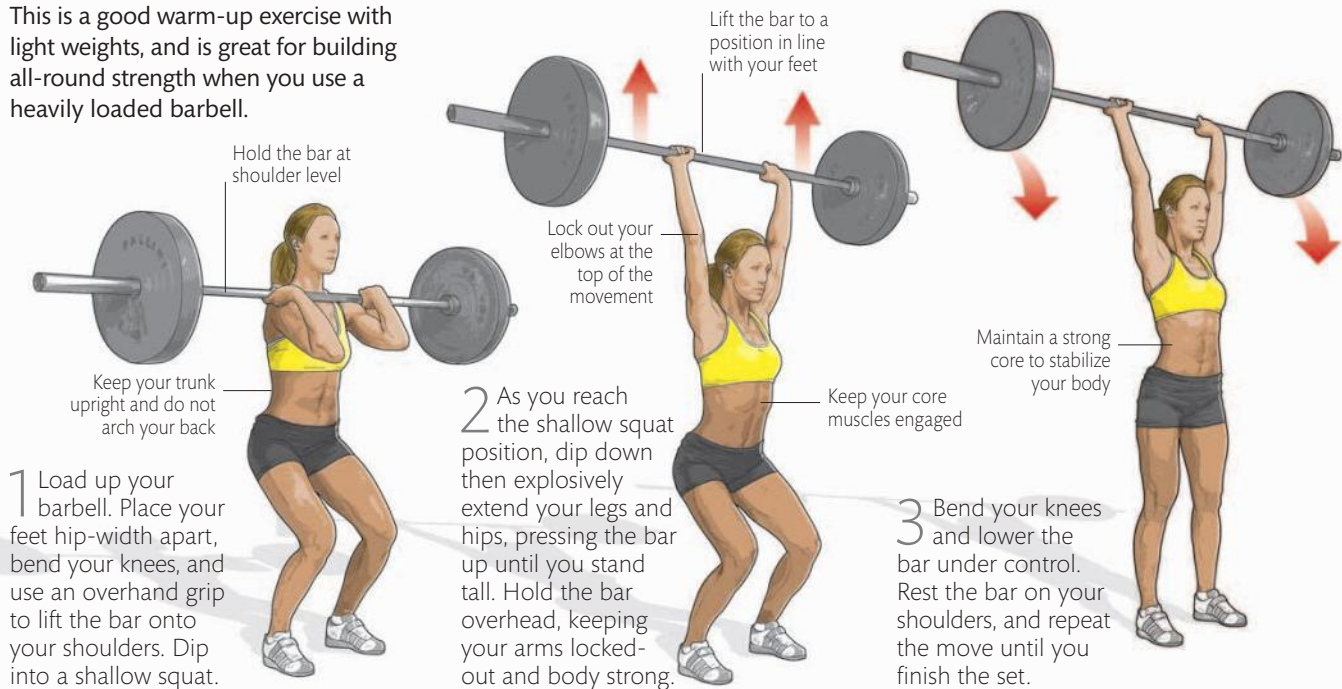 This is a good warm-up exercise with
light weights, and is great for building
all-round strength when you use a
heavily loaded barbell.
Hold the bar at
shoulder level
Keep your trunk
upright and do not
arch your back
1 Load up your
barbell. Place your
feet hip-width apart,
bend your knees, and
use an overhand grip
to lift the bar onto
your shoulders. Dip
into a shallow squat.
Lift the bar to a
position in line
with your feet
Lock out your
elbows at the
top of the
movement
Keep your core
muscles engaged
2 As you reach
the shallow squat
position, dip down
then explosively
extend your legs and
hips, pressing the bar
up until you stand
tall. Hold the bar
overhead, keeping
your arms locked-
out and body strong.
Maintain a strong
core to stabilize
your body
3 Bend your knees
and lower the
bar under control.
Rest the bar on your
shoulders, and repeat
the move until you
finish the set.